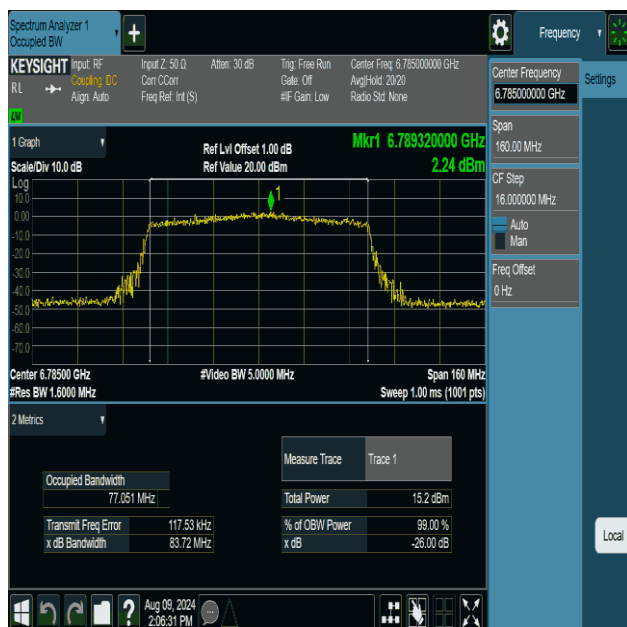 Spectrum Analyzer 1
Occupied BW
+
Frequency
KEYSIGHT
RL
Input: RF
Coupling: DC
Align: Auto
Input Z: 50 Ω
Corr CCorr
Freq Ref: Int (S)
Atten: 30 dB
Trig: Free Run
Gate: Off
#IF Gain: Low
Center Freq: 6.785000000 GHz
Avg|Hold: 20/20
Radio Std: None
LW
Center Frequency
6.785000000 GHz
Settings
Span
160.00 MHz
CF Step
16.000000 MHz
Auto
Man
Freq Offset
0 Hz
Local
1 Graph
Scale/Div 10.0 dB
Ref Lvl Offset 1.00 dB
Ref Value 20.00 dBm
Mkr1 6.789320000 GHz
2.24 dBm
Log
10.0
0.00
-10.0
-20.0
-30.0
-40.0
-50.0
-60.0
-70.0
1
Center 6.78500 GHz
#Res BW 1.6000 MHz
#Video BW 5.0000 MHz
Span 160 MHz
Sweep 1.00 ms (1001 pts)
2 Metrics
Measure Trace Trace 1
Occupied Bandwidth
77.051 MHz
Total Power 15.2 dBm
Transmit Freq Error 117.53 kHz
% of OBW Power 99.00 %
x dB Bandwidth 83.72 MHz
x dB -26.00 dB
?
Aug 09, 2024
2:06:31 PM